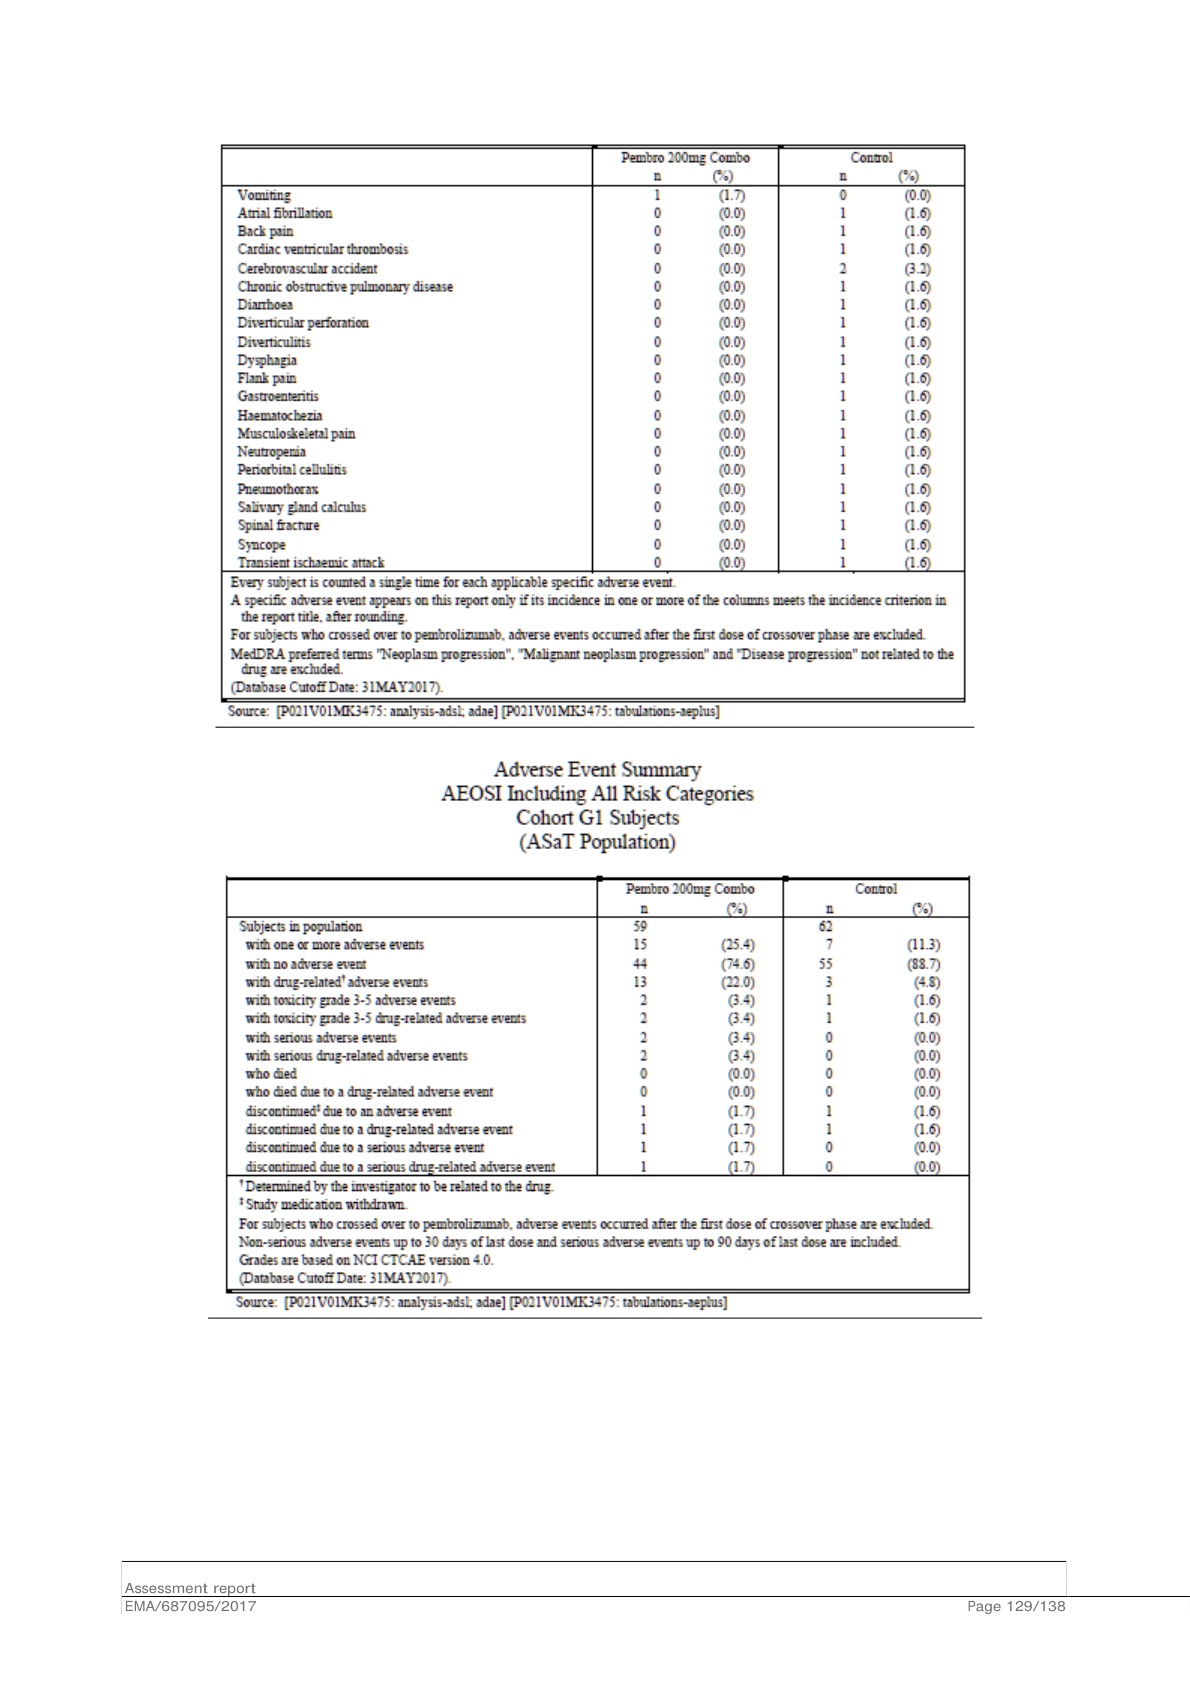 Pembro 200mg Combo Control
n (%) n (%)
Vomiting 1 (1.7) 0 (0.0)
Atrial fibrillation 0 (0.0) 1 (1.6)
Back pain 0 (0.0) 1 (1.6)
Cardiac ventricular thrombosis 0 (0.0) 1 (1.6)
Cerebrovascular accident 0 (0.0) 2 (3.2)
Chronic obstructive pulmonary disease 0 (0.0) 1 (1.6)
Diarrhoea 0 (0.0) 1 (1.6)
Diverticular perforation 0 (0.0) 1 (1.6)
Diverticulitis 0 (0.0) 1 (1.6)
Dysphagia 0 (0.0) 1 (1.6)
Flank pain 0 (0.0) 1 (1.6)
Gastroenteritis 0 (0.0) 1 (1.6)
Haematochezia 0 (0.0) 1 (1.6)
Musculoskeletal pain 0 (0.0) 1 (1.6)
Neutropenia 0 (0.0) 1 (1.6)
Periorbital cellulitis 0 (0.0) 1 (1.6)
Pneumothorax 0 (0.0) 1 (1.6)
Salivary gland calculus 0 (0.0) 1 (1.6)
Spinal fracture 0 (0.0) 1 (1.6)
Syncope 0 (0.0) 1 (1.6)
Transient ischaemic attack 0 (0.0) 1 (1.6)
Every subject is counted a single time for each applicable specific adverse event.
A specific adverse event appears on this report only if its incidence in one or more of the columns meets the incidence criterion in
the report title, after rounding.
For subjects who crossed over to pembrolizumab, adverse events occurred after the first dose of crossover phase are excluded.
MedDRA preferred terms "Neoplasm progression", "Malignant neoplasm progression" and "Disease progression" not related to the
drug are excluded.
(Database Cutoff Date: 31MAY2017).
Source: [P021V01MK3475: analysis-adsl; adae] [P021V01MK3475: tabulations-aeplus]
Adverse Event Summary
AEOSI Including All Risk Categories
Cohort G1 Subjects
(ASaT Population)
Pembro 200mg Combo Control
n (%) n (%)
Subjects in population 59 62
with one or more adverse events 15 (25.4) 7 (11.3)
with no adverse event 44 (74.6) 55 (88.7)
with drug-related† adverse events 13 (22.0) 3 (4.8)
with toxicity grade 3-5 adverse events 2 (3.4) 1 (1.6)
with toxicity grade 3-5 drug-related adverse events 2 (3.4) 1 (1.6)
with serious adverse events 2 (3.4) 0 (0.0)
with serious drug-related adverse events 2 (3.4) 0 (0.0)
who died 0 (0.0) 0 (0.0)
who died due to a drug-related adverse event 0 (0.0) 0 (0.0)
discontinued‡ due to an adverse event 1 (1.7) 1 (1.6)
discontinued due to a drug-related adverse event 1 (1.7) 1 (1.6)
discontinued due to a serious adverse event 1 (1.7) 0 (0.0)
discontinued due to a serious drug-related adverse event 1 (1.7) 0 (0.0)
† Determined by the investigator to be related to the drug.
‡ Study medication withdrawn.
For subjects who crossed over to pembrolizumab, adverse events occurred after the first dose of crossover phase are excluded.
Non-serious adverse events up to 30 days of last dose and serious adverse events up to 90 days of last dose are included.
Grades are based on NCI CTCAE version 4.0.
(Database Cutoff Date: 31MAY2017).
Source: [P021V01MK3475: analysis-adsl; adae] [P021V01MK3475: tabulations-aeplus]
Assessment report
EMA/687095/2017 Page 129/138